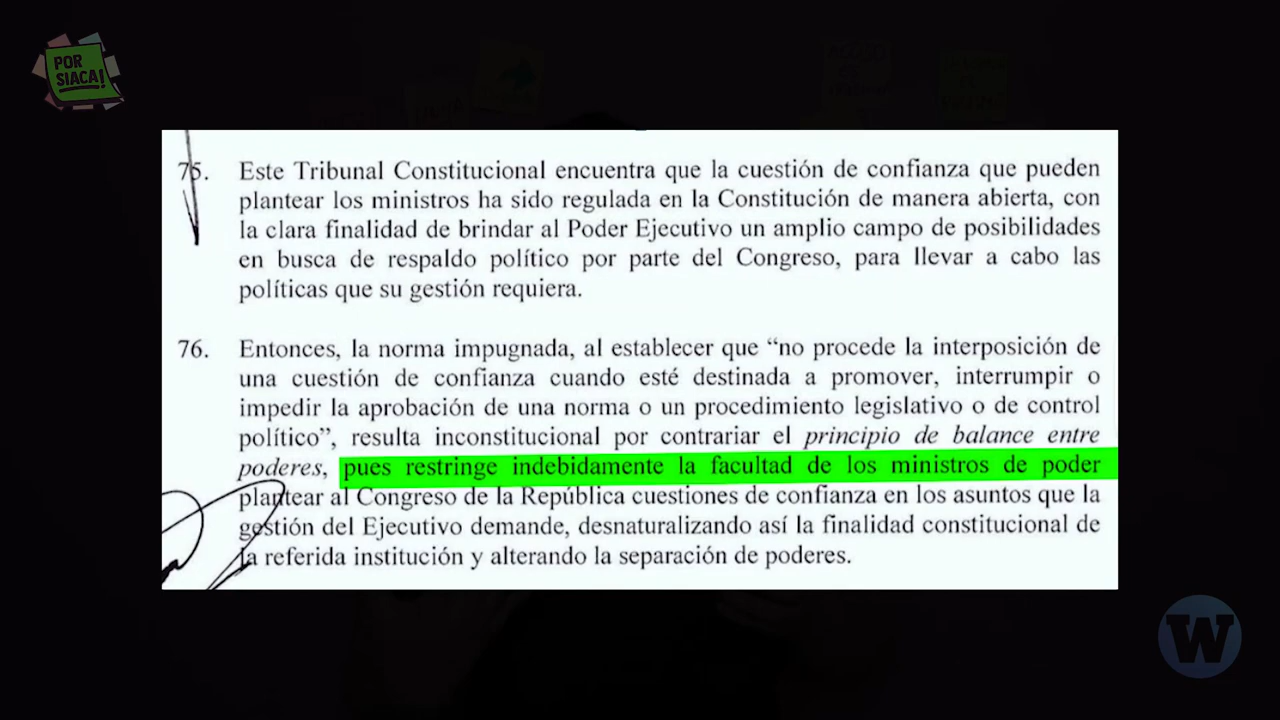 POR
SIACA!
75. Este Tribunal Constitucional encuentra que la cuestión de confianza que pueden
plantear los ministros ha sido regulada en la Constitución de manera abierta, con
la clara finalidad de brindar al Poder Ejecutivo un amplio campo de posibilidades
en busca de respaldo político por parte del Congreso, para llevar a cabo las
políticas que su gestión requiera.
76. Entonces, la norma impugnada, al establecer que “no procede la interposición de
una cuestión de confianza cuando esté destinada a promover, interrumpir o
impedir la aprobación de una norma o un procedimiento legislativo o de control
político”, resulta inconstitucional por contrariar el principio de balance entre
poderes, pues restringe indebidamente la facultad de los ministros de poder
plantear al Congreso de la República cuestiones de confianza en los asuntos que la
gestión del Ejecutivo demande, desnaturalizando así la finalidad constitucional de
la referida institución y alterando la separación de poderes.
W